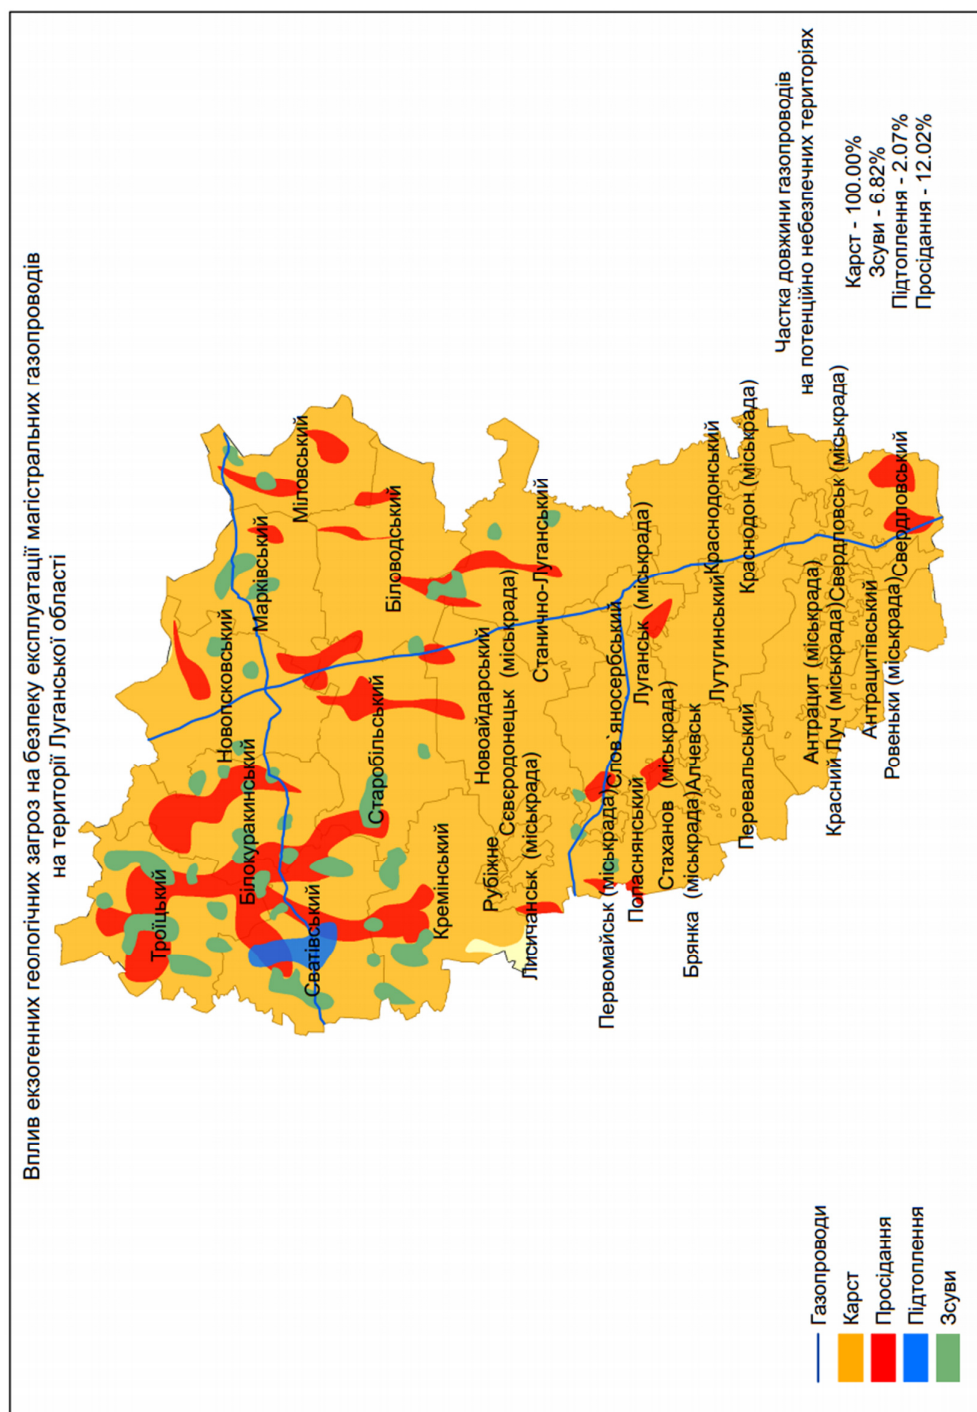 Вплив екзогенних геологічних загроз на безпеку експлуатації магістральних газопроводів
на території Луганської області
Троїцький
Білокуракинський
Новопсковський
Марківський
Міловський
Сватівський
Старобільський
Біловодський
Кремінський
Рубіжне
Новоайдарський
Сєвєродонецьк (міськрада)
Лисичанськ (міськрада)
Станично-Луганський
Первомайськ (міськрада)
Слов`яносербський
Попаснянський
Луганськ (міськрада)
Стаханов (міськрада)
Брянка (міськрада)
Алчевськ
Лутугинський
Краснодонський
Перевальський
Краснодон (міськрада)
Антрацит (міськрада)
Красний Луч (міськрада)
Свердловськ (міськрада)
Антрацитівський
Ровеньки (міськрада)
Свердловський
Частка довжини газопроводів
на потенційно небезпечних територіях
Карст - 100.00%
Зсуви - 6.82%
Підтоплення - 2.07%
Просідання - 12.02%
Газопроводи
Карст
Просідання
Підтоплення
Зсуви